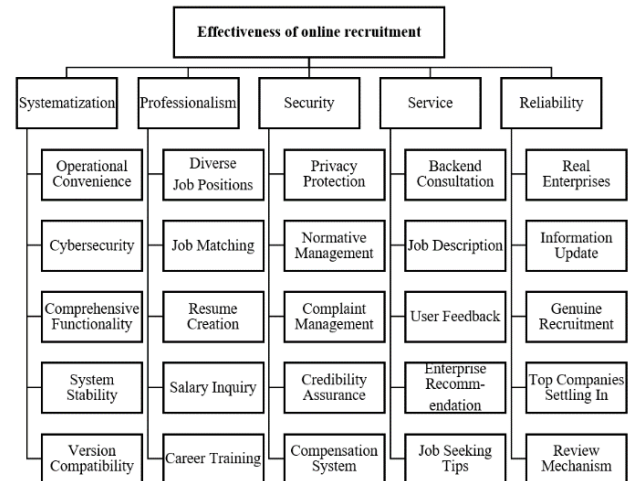 Effectiveness of online recruitment
Systematization
Professionalism
Security
Service
Reliability
Operational
Convenience
Diverse
Job Positions
Privacy
Protection
Backend
Consultation
Real
Enterprises
Cybersecurity
Job Matching
Normative
Management
Job Description
Information
Update
Comprehensive
Functionality
Resume
Creation
Complaint
Management
User Feedback
Genuine
Recruitment
System
Stability
Salary Inquiry
Credibility
Assurance
Enterprise
Recomm-
endation
Top Companies
Settling In
Version
Compatibility
Career Training
Compensation
System
Job Seeking
Tips
Review
Mechanism